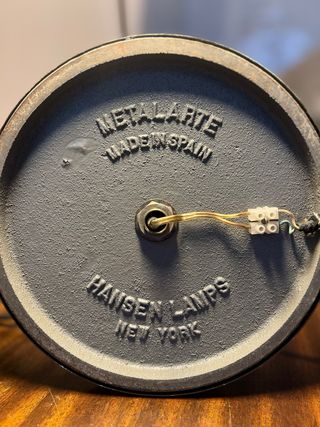 METALARTE
MADE IN SPAIN
HANSEN LAMPS
NEW YORK